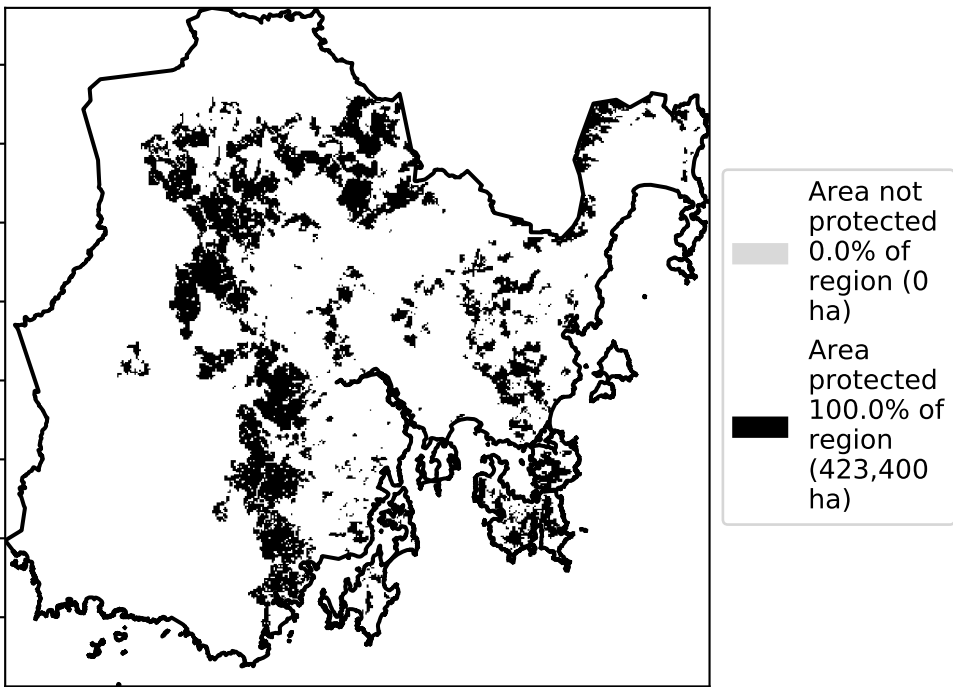 Area not
protected
0.0% of
region (0
ha)
Area
protected
100.0% of
region
(423,400
ha)